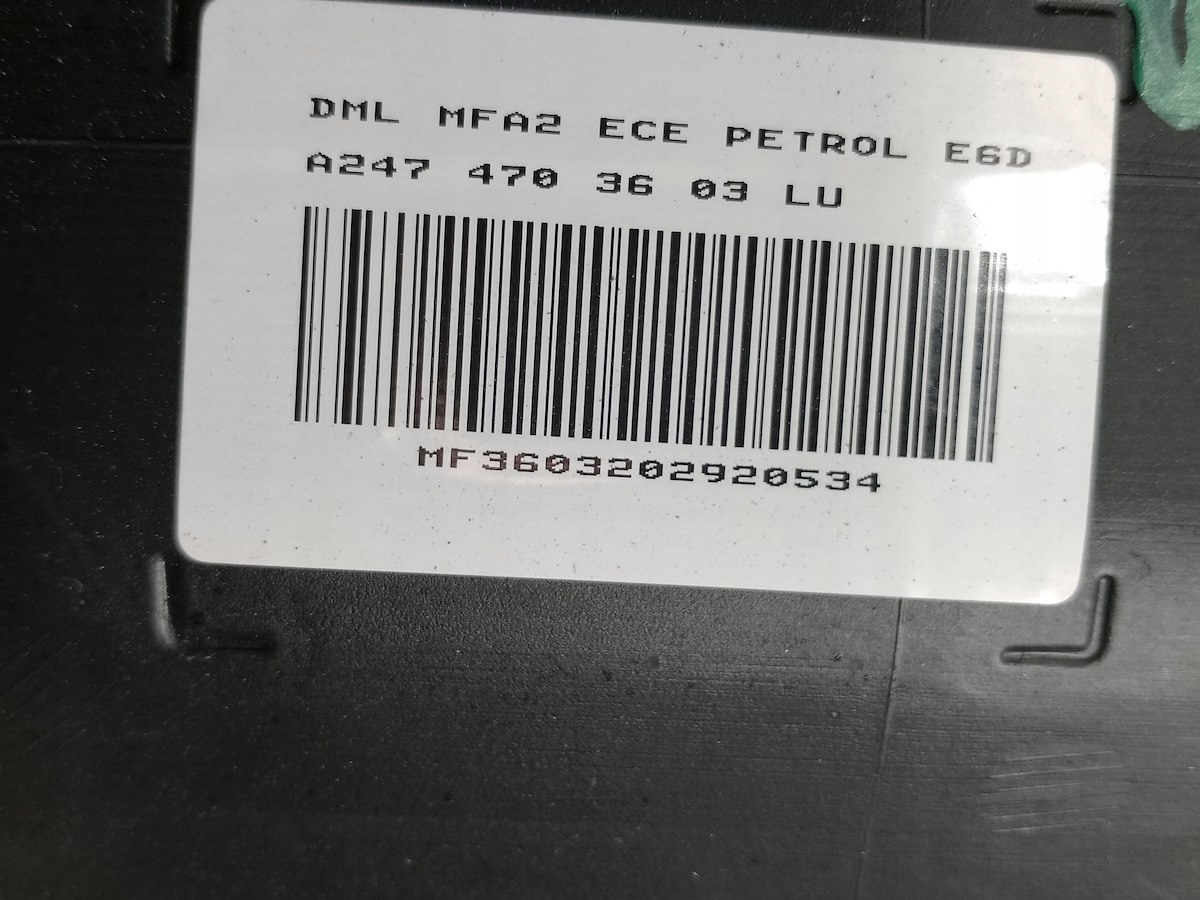 DML MFA2 ECE PETROL E6D
A247 470 36 03 LU
MF3603202920534